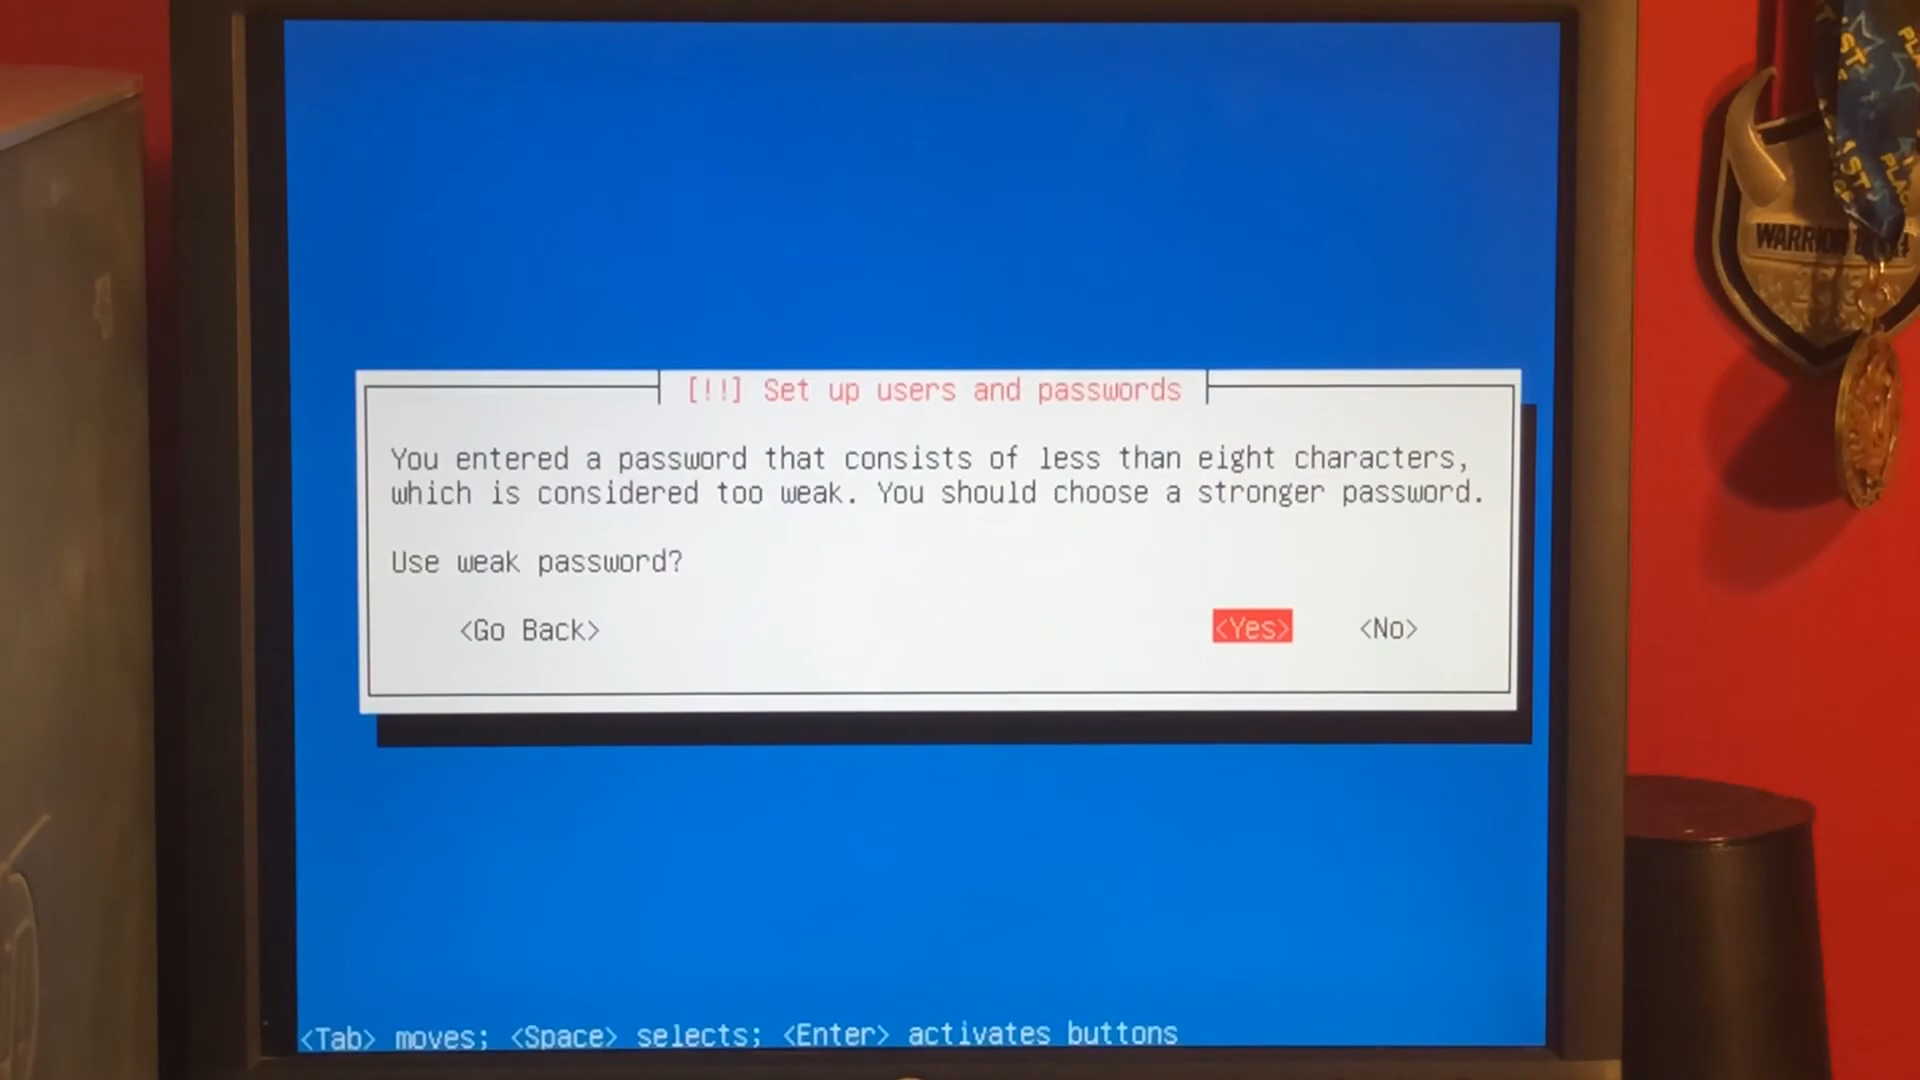 [!!] Set up users and passwords
You entered a password that consists of less than eight characters,
which is considered too weak. You should choose a stronger password.
Use weak password?
<Go Back> <Yes> <No>
<Tab> moves; <Space> selects; <Enter> activates buttons
1ST
1ST